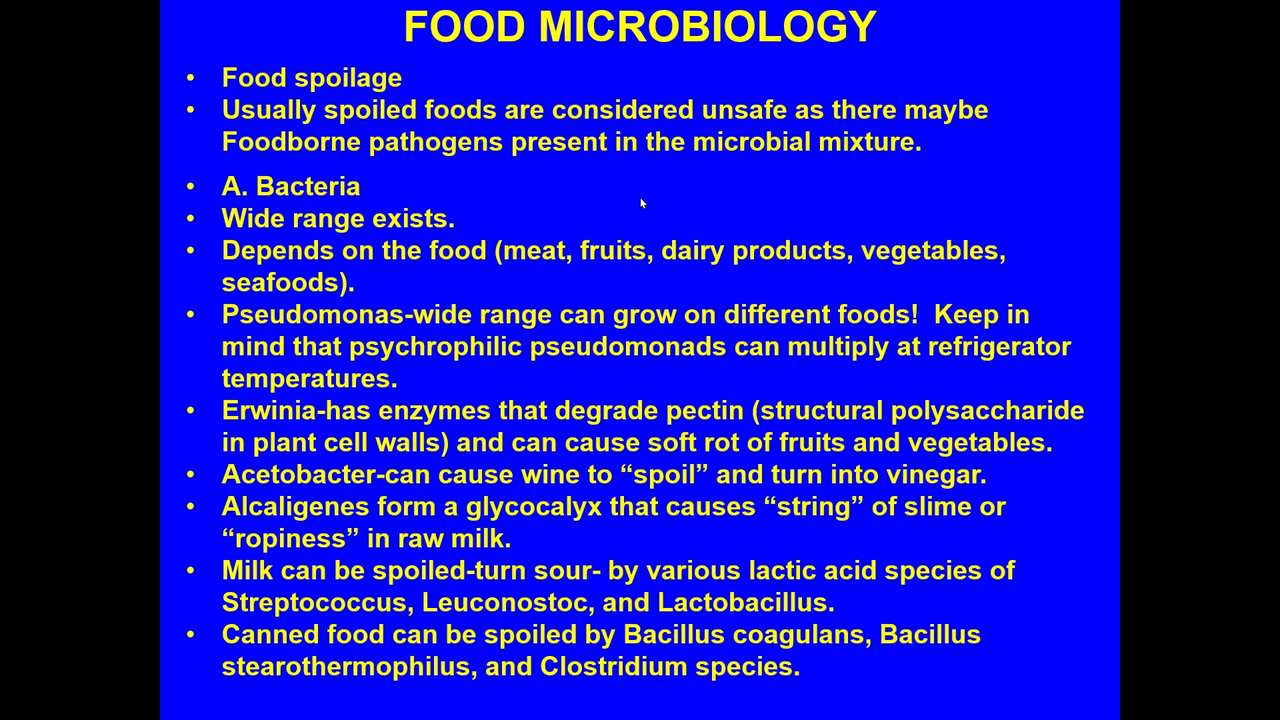 FOOD MICROBIOLOGY
• Food spoilage
• Usually spoiled foods are considered unsafe as there maybe
Foodborne pathogens present in the microbial mixture.
• A. Bacteria
• Wide range exists.
• Depends on the food (meat, fruits, dairy products, vegetables,
seafoods).
• Pseudomonas-wide range can grow on different foods!  Keep in
mind that psychrophilic pseudomonads can multiply at refrigerator
temperatures.
• Erwinia-has enzymes that degrade pectin (structural polysaccharide
in plant cell walls) and can cause soft rot of fruits and vegetables.
• Acetobacter-can cause wine to “spoil” and turn into vinegar.
• Alcaligenes form a glycocalyx that causes “string” of slime or
“ropiness” in raw milk.
• Milk can be spoiled-turn sour- by various lactic acid species of
Streptococcus, Leuconostoc, and Lactobacillus.
• Canned food can be spoiled by Bacillus coagulans, Bacillus
stearothermophilus, and Clostridium species.